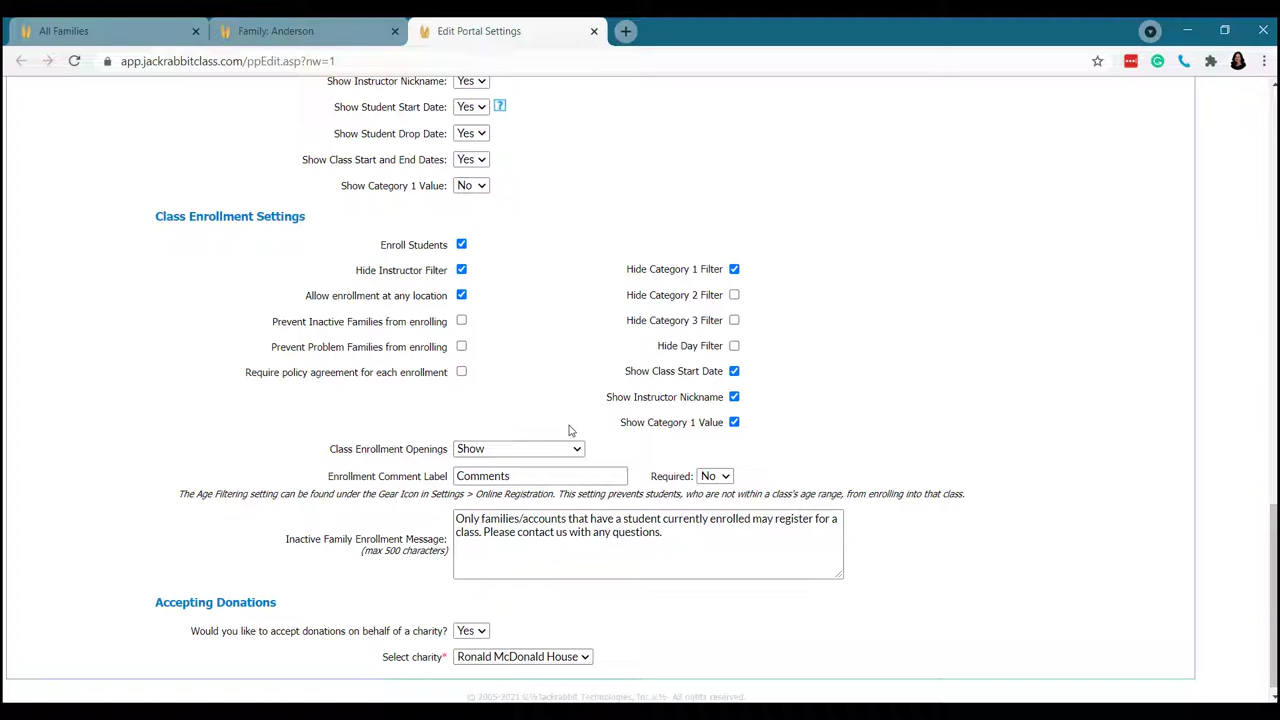 All Families
Family: Anderson
Edit Portal Settings
app.jackrabbitclass.com/ppEdit.asp?nw=1
Show Instructor Nickname: Yes
Show Student Start Date: Yes ?
Show Student Drop Date: Yes
Show Class Start and End Dates: Yes
Show Category 1 Value: No
Class Enrollment Settings
Enroll Students
Hide Instructor Filter
Hide Category 1 Filter
Allow enrollment at any location
Hide Category 2 Filter
Prevent Inactive Families from enrolling
Hide Category 3 Filter
Prevent Problem Families from enrolling
Hide Day Filter
Require policy agreement for each enrollment
Show Class Start Date
Show Instructor Nickname
Show Category 1 Value
Class Enrollment Openings Show
Enrollment Comment Label Comments Required: No
The Age Filtering setting can be found under the Gear Icon in Settings > Online Registration. This setting prevents students, who are not within a class's age range, from enrolling into that class.
Inactive Family Enrollment Message:
(max 500 characters)
Only families/accounts that have a student currently enrolled may register for a
class. Please contact us with any questions.
Accepting Donations
Would you like to accept donations on behalf of a charity? Yes
Select charity* Ronald McDonald House
© 2005-2021 Jackrabbit Technologies, Inc. All rights reserved.